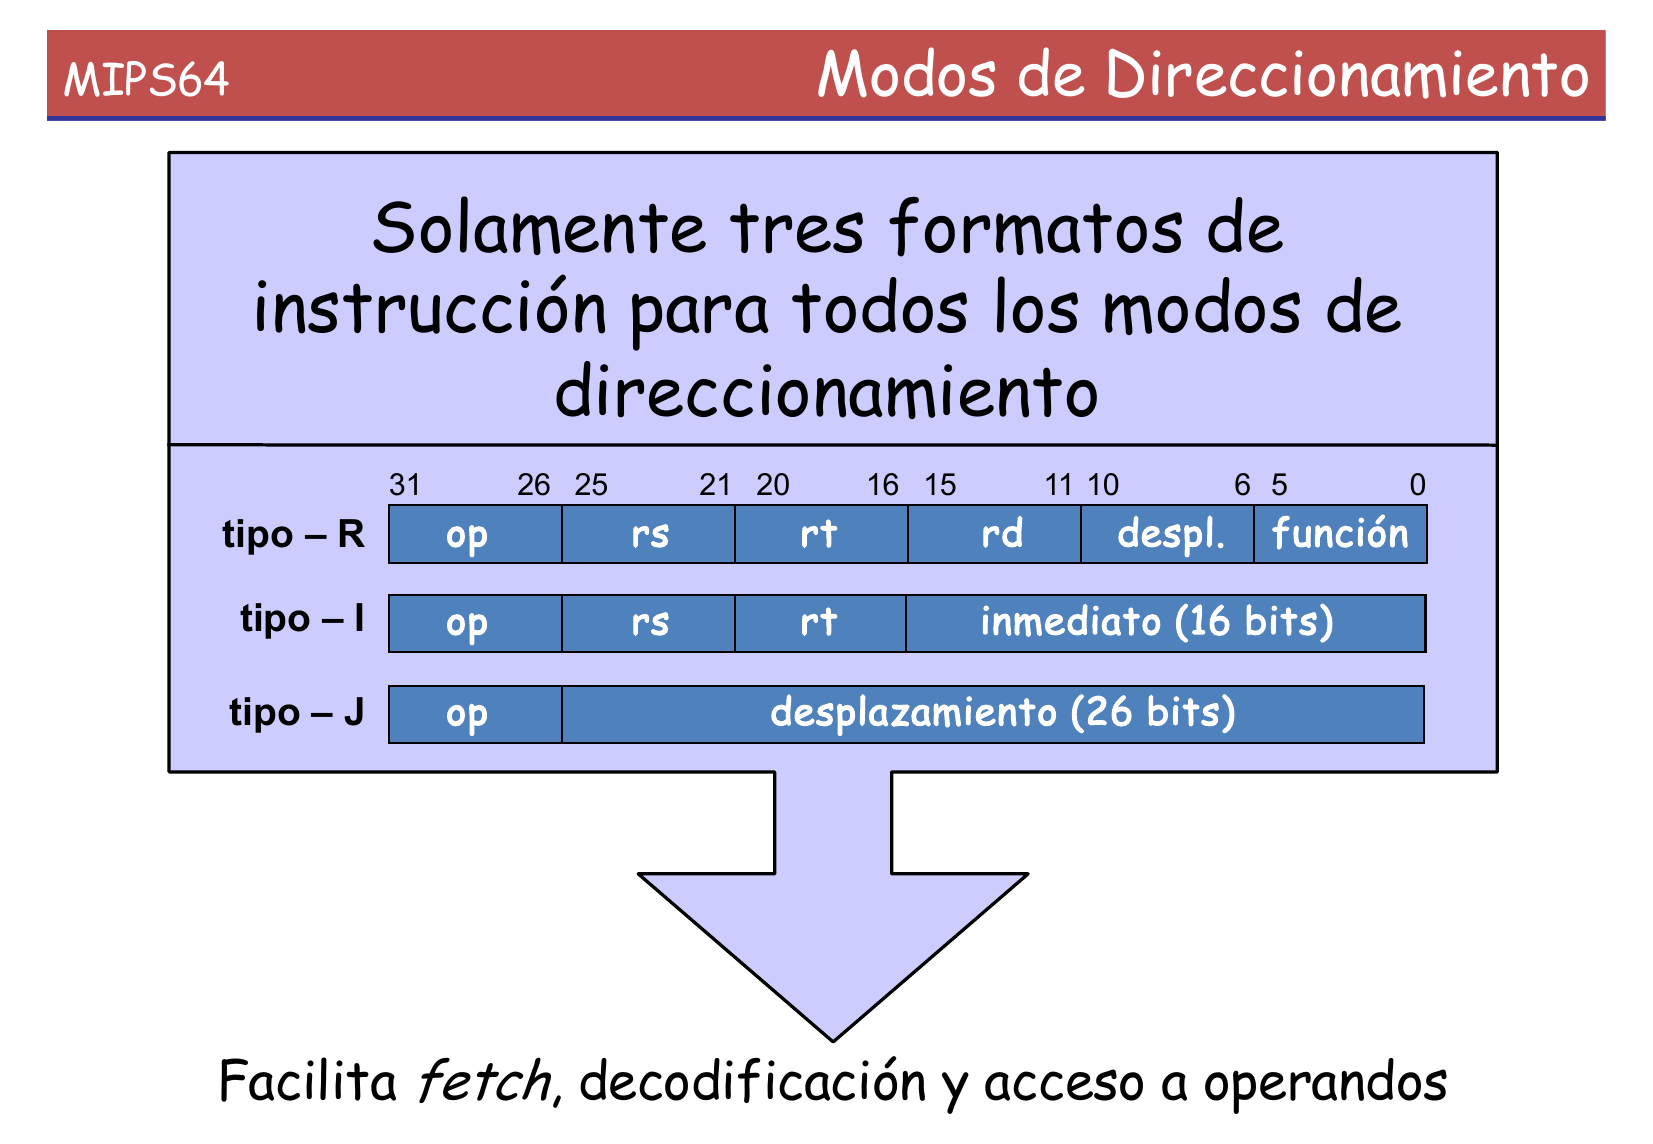 MIPS64 Modos de Direccionamiento
Solamente tres formatos de
instrucción para todos los modos de
direccionamiento
31 26 25 21 20 16 15 11 10 6 5 0
tipo – R op rs rt rd despl. función
tipo – I op rs rt inmediato (16 bits)
tipo – J op desplazamiento (26 bits)
Facilita fetch, decodificación y acceso a operandos